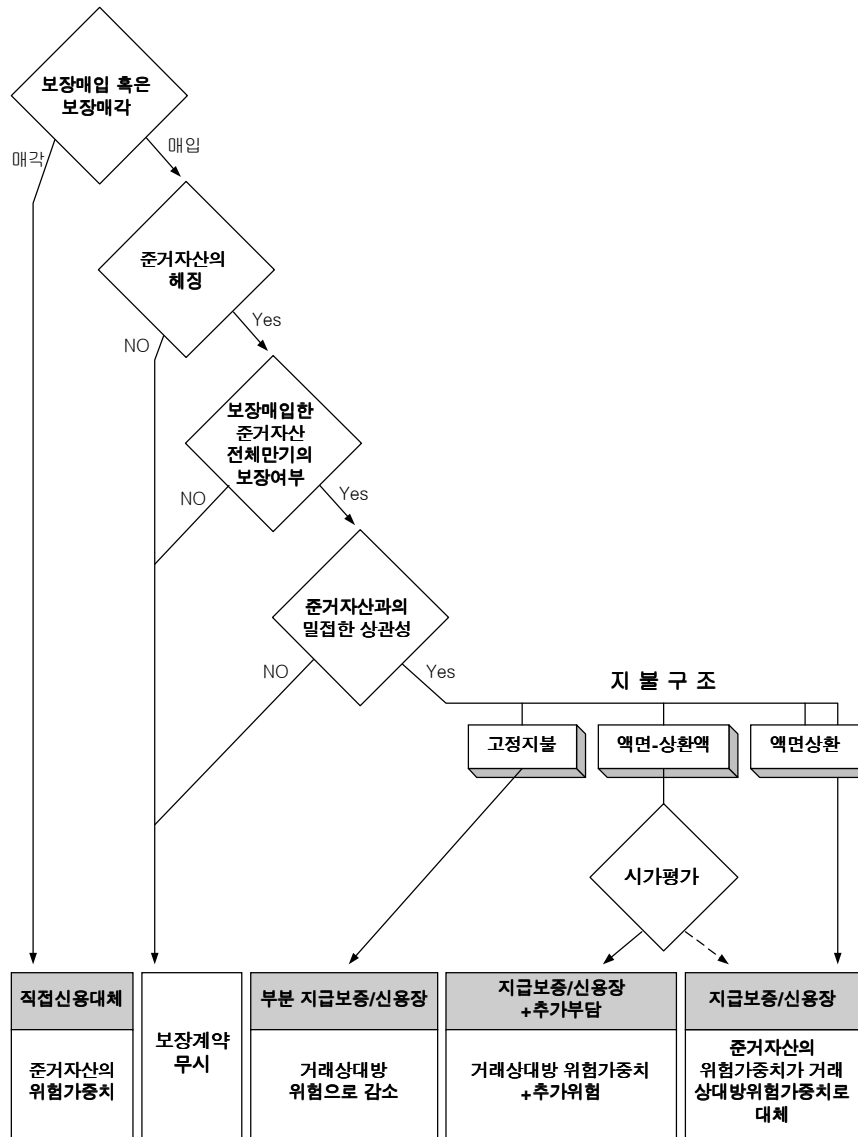 보장매입 혹은
보장매각
매각
매입
준거자산의
헤징
NO
Yes
보장매입한
준거자산
전체만기의
보장여부
NO
Yes
준거자산과의
밀접한 상관성
NO
Yes
지 불 구 조
고정지불
액면-상환액
액면상환
시가평가
직접신용대체
준거자산의
위험가중치
보장계약
무시
부분 지급보증/신용장
거래상대방
위험으로 감소
지급보증/신용장
+추가부담
거래상대방 위험가중치
+추가위험
지급보증/신용장
준거자산의
위험가중치가 거래
상대방위험가중치로
대체